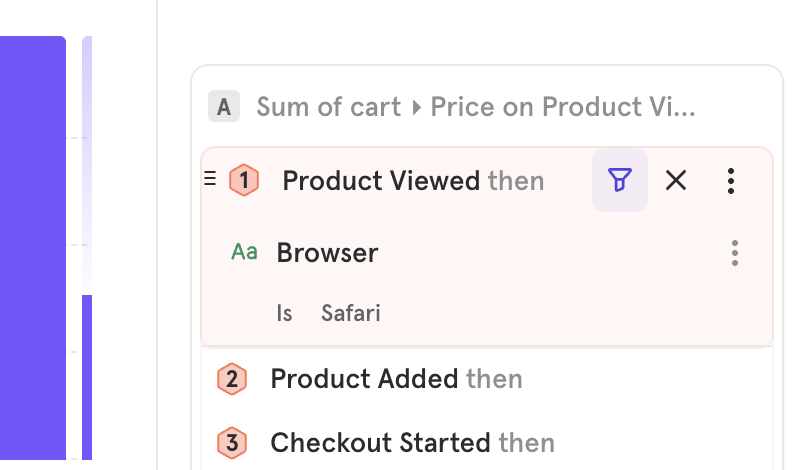 A Sum of cart ▸ Price on Product Vi...
1 Product Viewed then
Aa Browser
Is Safari
2 Product Added then
3 Checkout Started then